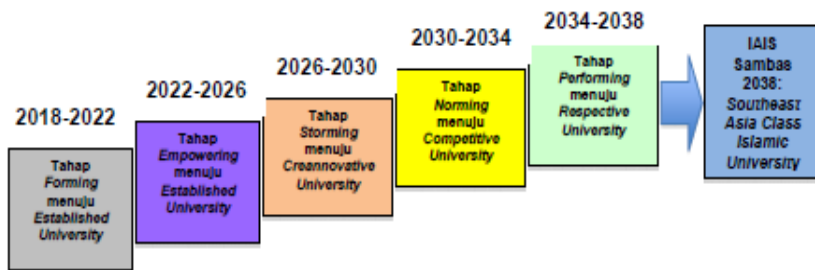 2018-2022
Tahap
Forming
menuju
Established
University
2022-2026
Tahap
Empowering
menuju
Established
University
2026-2030
Tahap
Storming
menuju
Creannovative
University
2030-2034
Tahap
Norming
menuju
Competitive
University
2034-2038
Tahap
Performing
menuju
Respective
University
IAIS
Sambas
2038:
Southeast
Asia Class
Islamic
University